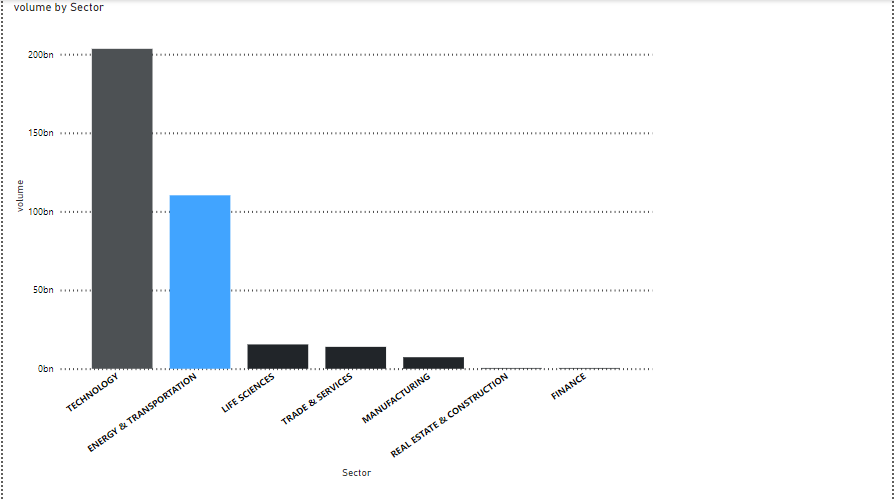 volume by Sector
200bn
150bn
100bn
50bn
0bn
volume
TECHNOLOGY
ENERGY & TRANSPORTATION
LIFE SCIENCES
TRADE & SERVICES
MANUFACTURING
REAL ESTATE & CONSTRUCTION
FINANCE
Sector